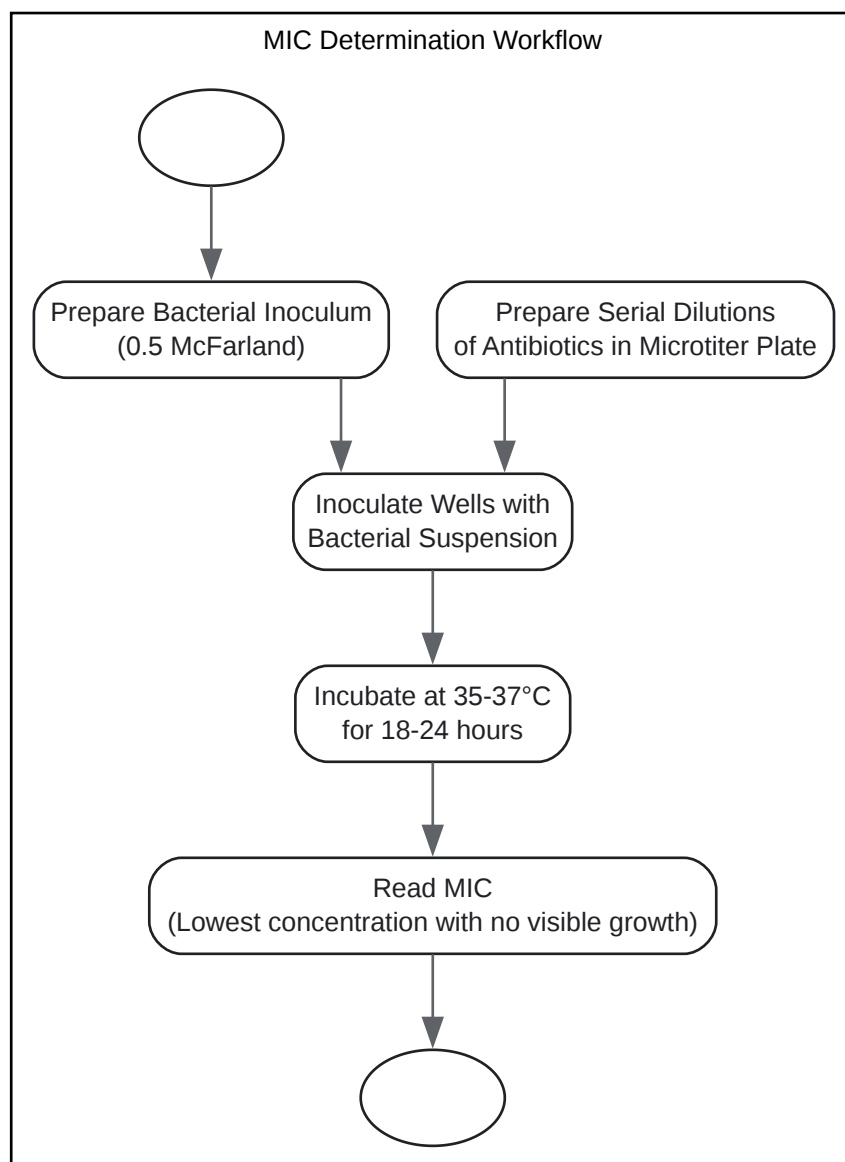 MIC Determination Workflow
Prepare Bacterial Inoculum
(0.5 McFarland)
Prepare Serial Dilutions
of Antibiotics in Microtiter Plate
Inoculate Wells with
Bacterial Suspension
Incubate at 35-37°C
for 18-24 hours
Read MIC
(Lowest concentration with no visible growth)